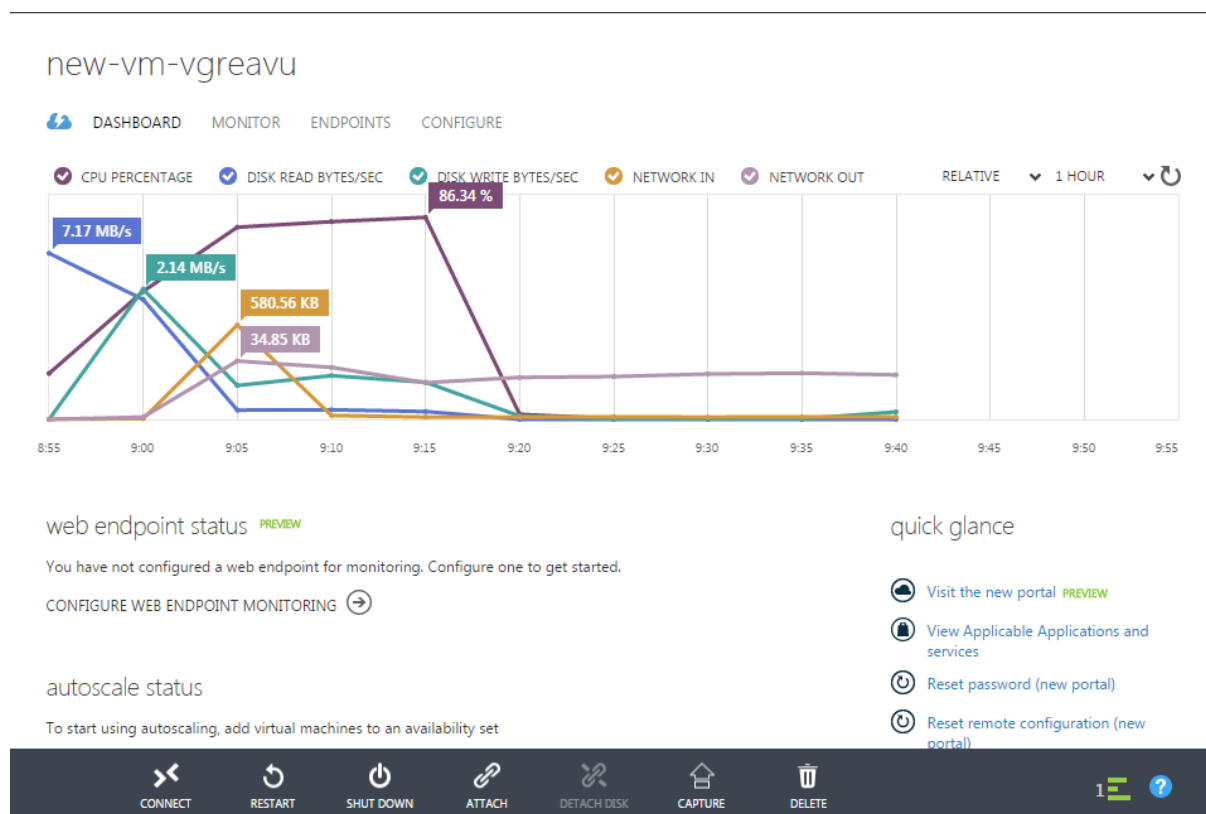 new-vm-vgreavu
DASHBOARD MONITOR ENDPOINTS CONFIGURE
CPU PERCENTAGE DISK READ BYTES/SEC DISK WRITE BYTES/SEC NETWORK IN NETWORK OUT RELATIVE 1 HOUR
86.34 %
7.17 MB/s
2.14 MB/s
580.56 KB
34.85 KB
8:55 9:00 9:05 9:10 9:15 9:20 9:25 9:30 9:35 9:40 9:45 9:50 9:55
web endpoint status PREVIEW
You have not configured a web endpoint for monitoring. Configure one to get started.
CONFIGURE WEB ENDPOINT MONITORING
autoscale status
To start using autoscaling, add virtual machines to an availability set
quick glance
Visit the new portal PREVIEW
View Applicable Applications and
services
Reset password (new portal)
Reset remote configuration (new
portal)
CONNECT RESTART SHUT DOWN ATTACH DETACH DISK CAPTURE DELETE
1 ?